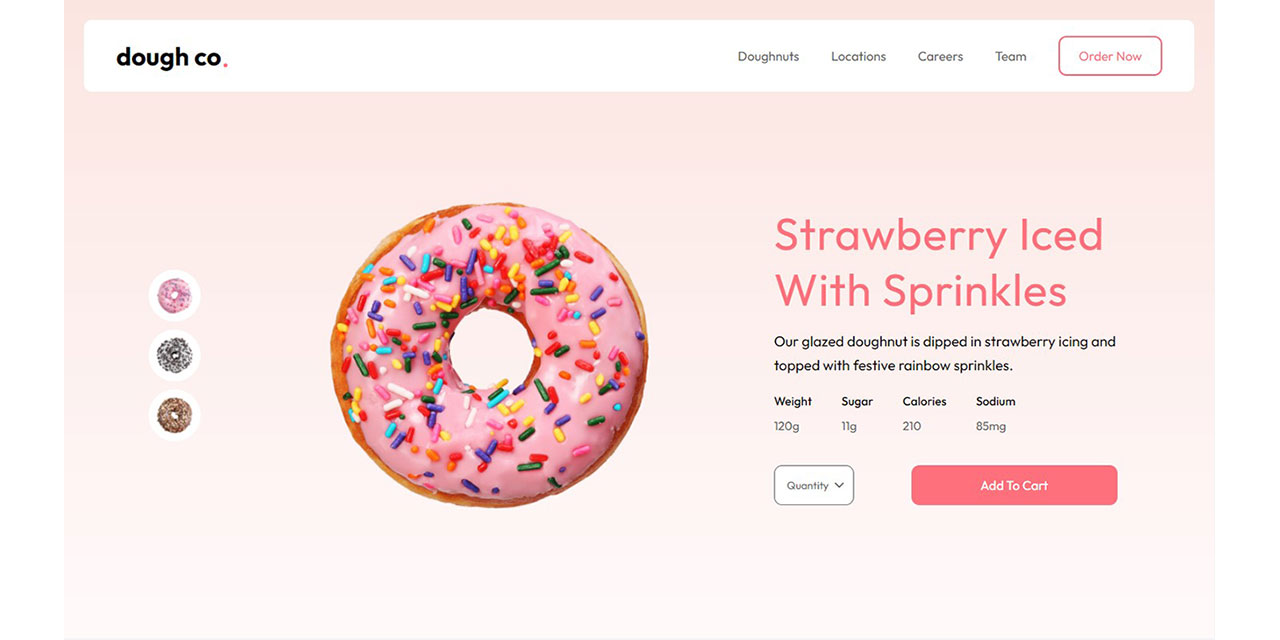 dough co.
Doughnuts Locations Careers Team Order Now
Strawberry Iced
With Sprinkles
Our glazed doughnut is dipped in strawberry icing and
topped with festive rainbow sprinkles.
Weight Sugar Calories Sodium
120g 11g 210 85mg
Quantity Add To Cart